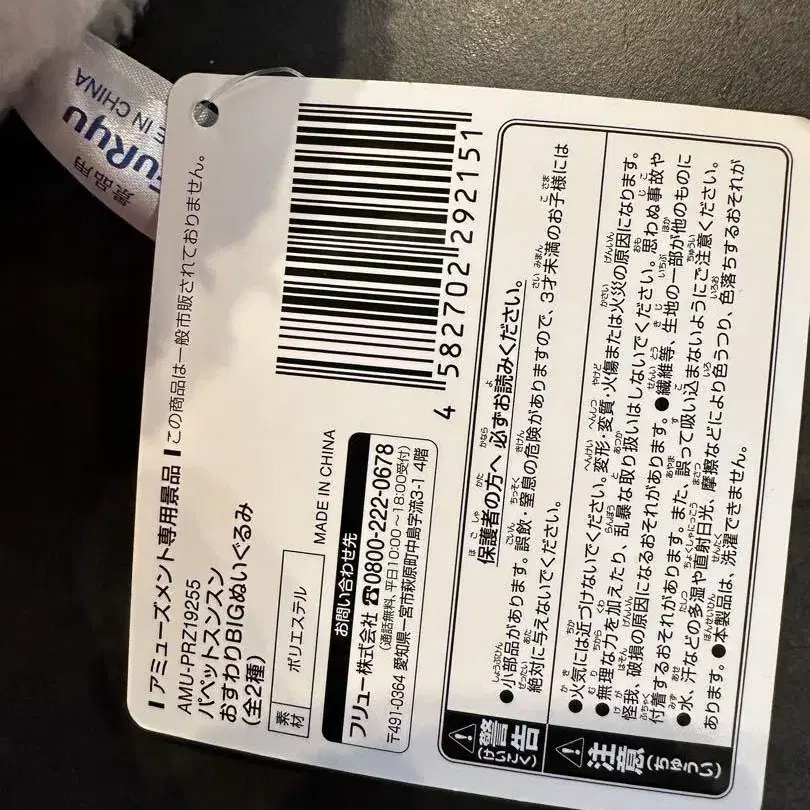 ┃アミューズメント専用景品┃この商品は一般市販されておりません。
AMU-PRZ19255
パペットスンスン
おすわりBIGぬいぐるみ
(全2種)
素材 ポリエステル
MADE IN CHINA
4 582702 292151
お問い合わせ先
フリュー株式会社 ☎0800-222-0678
(通話無料、平日10:00～18:00受付)
〒491-0364 愛知県一宮市萩原町中島字流3-1 4階
警告
(けいこく)
保護者の方へ 必ずお読みください。
●小部品があります。誤飲・窒息の危険がありますので、3才未満のお子様には
絶対に与えないでください。
注意
(ちゅうい)
●火気には近づけないでください。変形・変質・火傷または火災の原因になります。
●無理な力を加えたり、乱暴な取り扱いはしないでください。思わぬ事故や
怪我、破損の原因になるおそれがあります。●繊維等、生地の一部が他のものに
付着するおそれがあります。また、誤って吸い込まないようにご注意ください。
●水、汗などの多湿や直射日光、摩擦などにより色うつり、色落ちするおそれが
あります。●本製品は、洗濯できません。
景品用
FuRyu
MADE IN CHINA